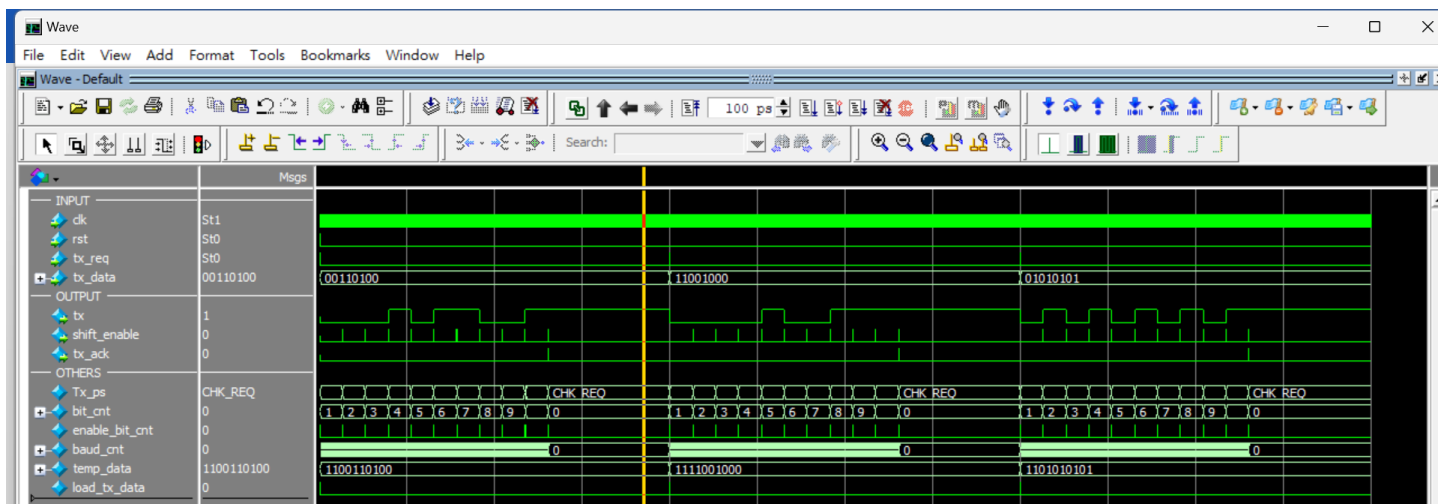 Wave
File Edit View Add Format Tools Bookmarks Window Help
Wave - Default
100 ps
Search:
Msgs
INPUT
clk St1
rst St0
tx_req St0
tx_data 00110100 00110100 11001000 01010101
OUTPUT
tx 1
shift_enable 0
tx_ack 0
OTHERS
Tx_ps CHK_REQ CHK_REQ CHK_REQ CHK_REQ
bit_cnt 0 1 2 3 4 5 6 7 8 9 0 1 2 3 4 5 6 7 8 9 0 1 2 3 4 5 6 7 8 9 0
enable_bit_cnt 0
baud_cnt 0 0 0 0
temp_data 1100110100 1100110100 1111001000 1101010101
load_tx_data 0